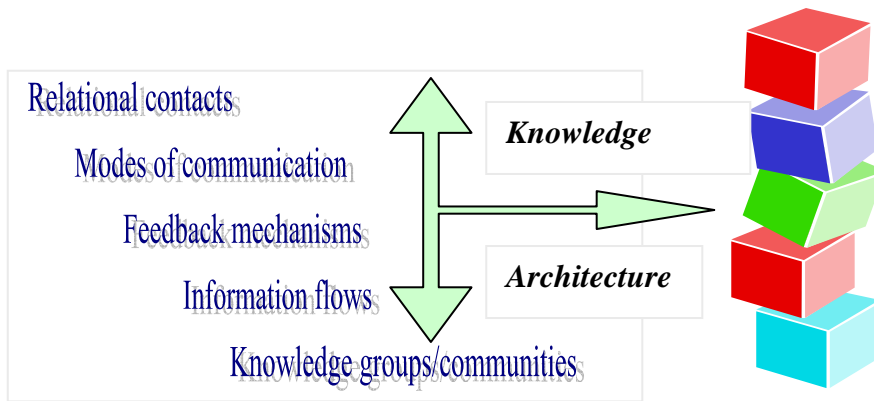 Relational contacts
Knowledge
Modes of communication
Feedback mechanisms
Architecture
Information flows
Knowledge groups/communities